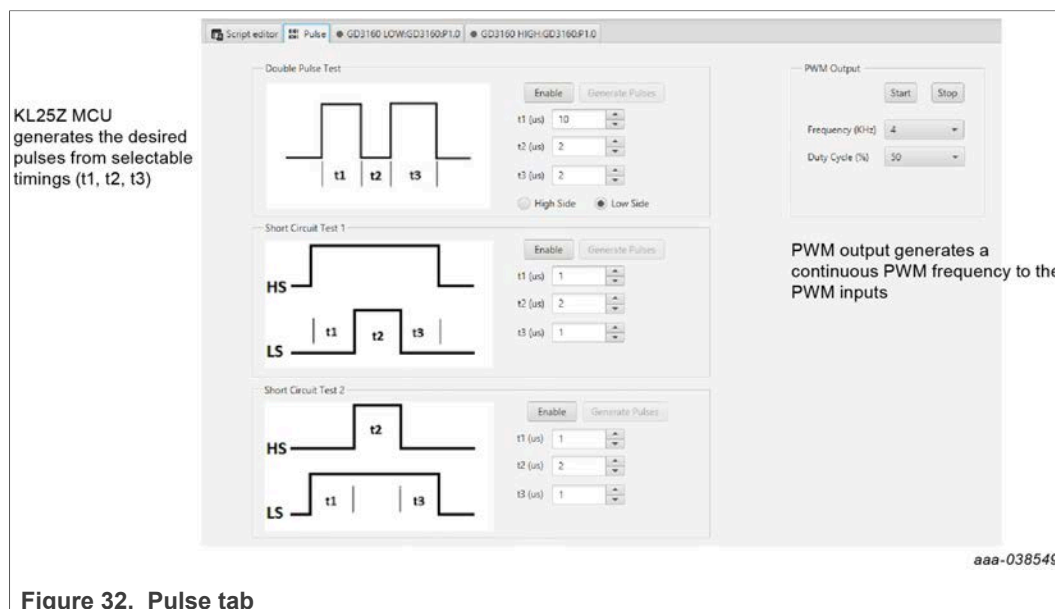 Script editor Pulse GD3160 LOW:GD3160:P1.0 GD3160 HIGH:GD3160:P1.0
KL25Z MCU
generates the desired
pulses from selectable
timings (t1, t2, t3)
Double Pulse Test
t1 t2 t3
Enable Generate Pulses
t1 (us) 10
t2 (us) 2
t3 (us) 2
High Side Low Side
Short Circuit Test 1
HS
t1 t2 t3
LS
Enable Generate Pulses
t1 (us) 1
t2 (us) 2
t3 (us) 1
Short Circuit Test 2
t2
HS
t1 t3
LS
Enable Generate Pulses
t1 (us) 1
t2 (us) 2
t3 (us) 1
PWM Output
Start Stop
Frequency (KHz) 4
Duty Cycle (%) 50
PWM output generates a
continuous PWM frequency to the
PWM inputs
aaa-038549
Figure 32. Pulse tab